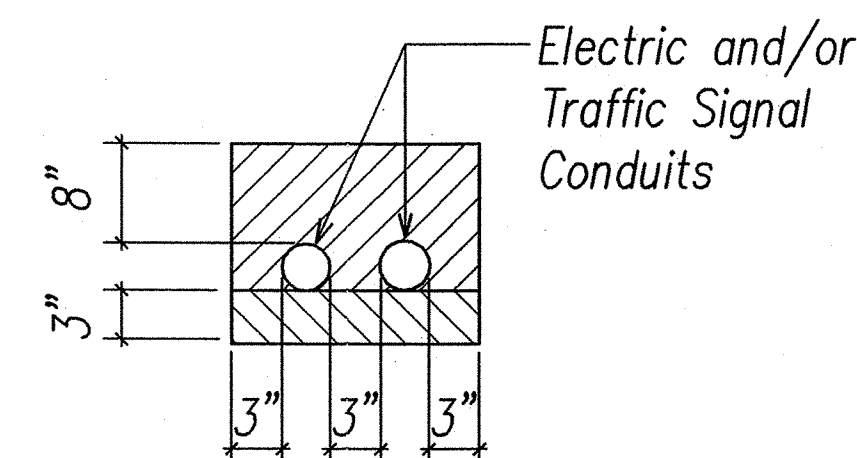 Electric and/or
Traffic Signal
Conduits
8"
3"
3" 3" 3"